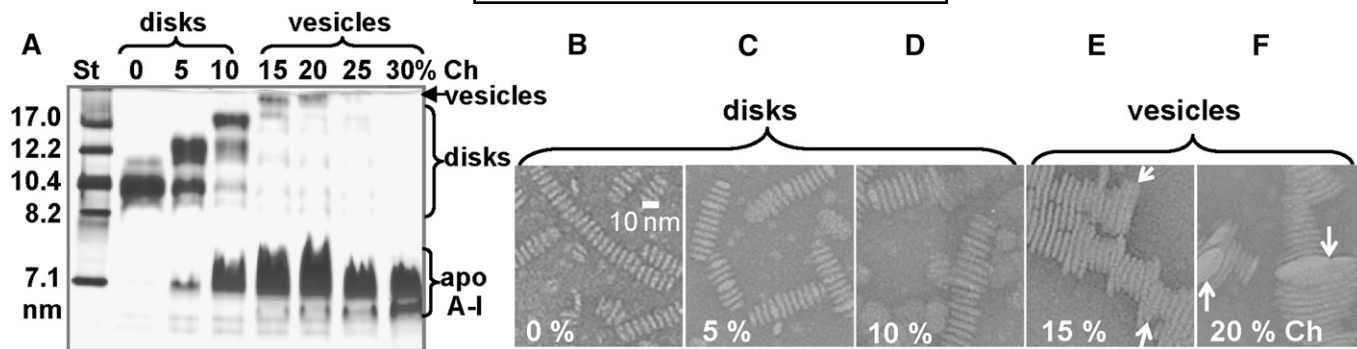 A
disks
vesicles
B C D E F
St 0 5 10 15 20 25 30% Ch
vesicles
17.0
12.2
10.4
8.2
7.1
nm
disks
apo
A-I
disks
vesicles
10 nm
0 %
5 %
10 %
15 %
20 % Ch